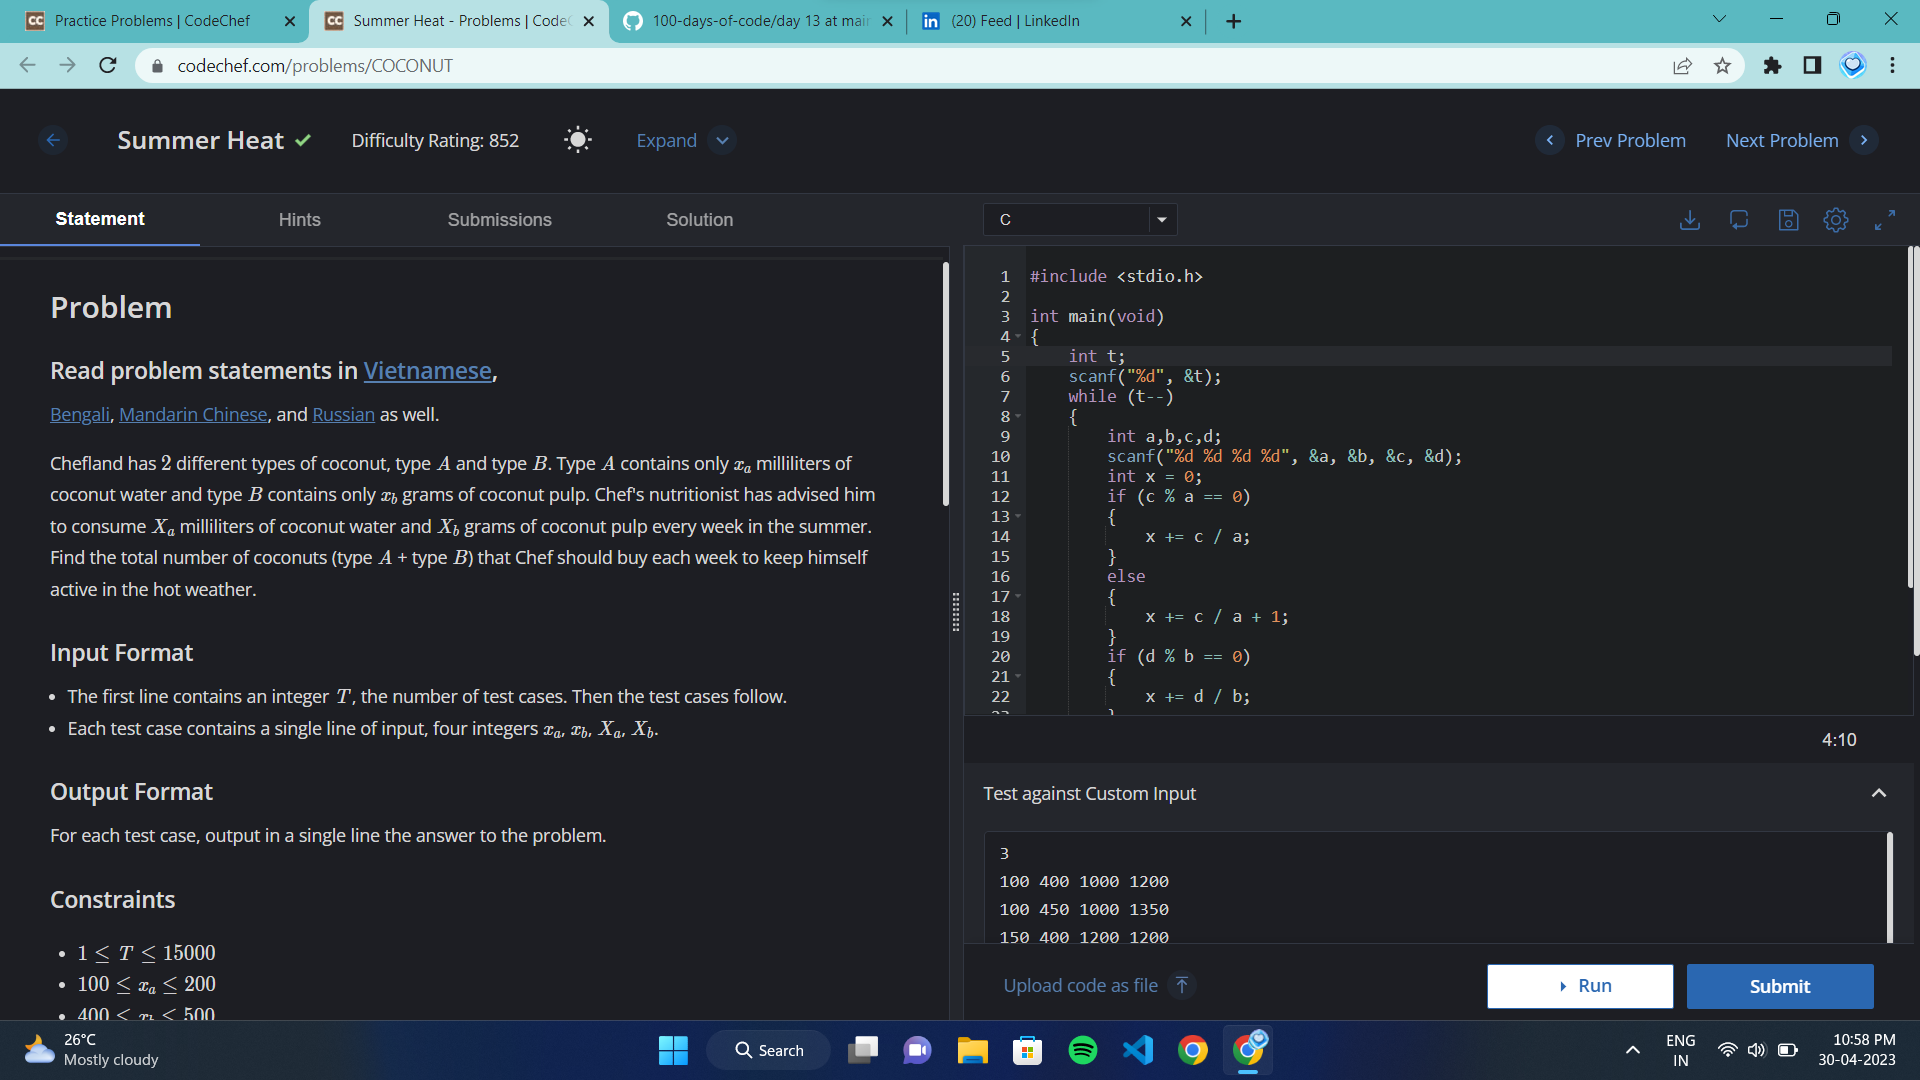 Practice Problems | CodeChef
Summer Heat - Problems | CodeC
100-days-of-code/day 13 at main
(20) Feed | LinkedIn
codechef.com/problems/COCONUT
Summer Heat
Difficulty Rating: 852
Expand
Prev Problem
Next Problem
Statement
Hints
Submissions
Solution
Problem
Read problem statements in Vietnamese,
Bengali, Mandarin Chinese, and Russian as well.
Chefland has 2 different types of coconut, type A and type B. Type A contains only xₐ milliliters of
coconut water and type B contains only x_b grams of coconut pulp. Chef's nutritionist has advised him
to consume Xₐ milliliters of coconut water and X_b grams of coconut pulp every week in the summer.
Find the total number of coconuts (type A + type B) that Chef should buy each week to keep himself
active in the hot weather.
Input Format
• The first line contains an integer T, the number of test cases. Then the test cases follow.
• Each test case contains a single line of input, four integers xₐ, x_b, Xₐ, X_b.
Output Format
For each test case, output in a single line the answer to the problem.
Constraints
• 1 ≤ T ≤ 15000
• 100 ≤ xₐ ≤ 200
• 400 ≤ x_b ≤ 500
C
1 #include <stdio.h>
2
3 int main(void)
4 {
5     int t;
6     scanf("%d", &t);
7     while (t--)
8     {
9         int a,b,c,d;
10         scanf("%d %d %d %d", &a, &b, &c, &d);
11         int x = 0;
12         if (c % a == 0)
13         {
14             x += c / a;
15         }
16         else
17         {
18             x += c / a + 1;
19         }
20         if (d % b == 0)
21         {
22             x += d / b;
23         }
4:10
Test against Custom Input
3
100 400 1000 1200
100 450 1000 1350
150 400 1200 1200
Upload code as file
Run
Submit
26°C
Mostly cloudy
Search
ENG
IN
10:58 PM
30-04-2023